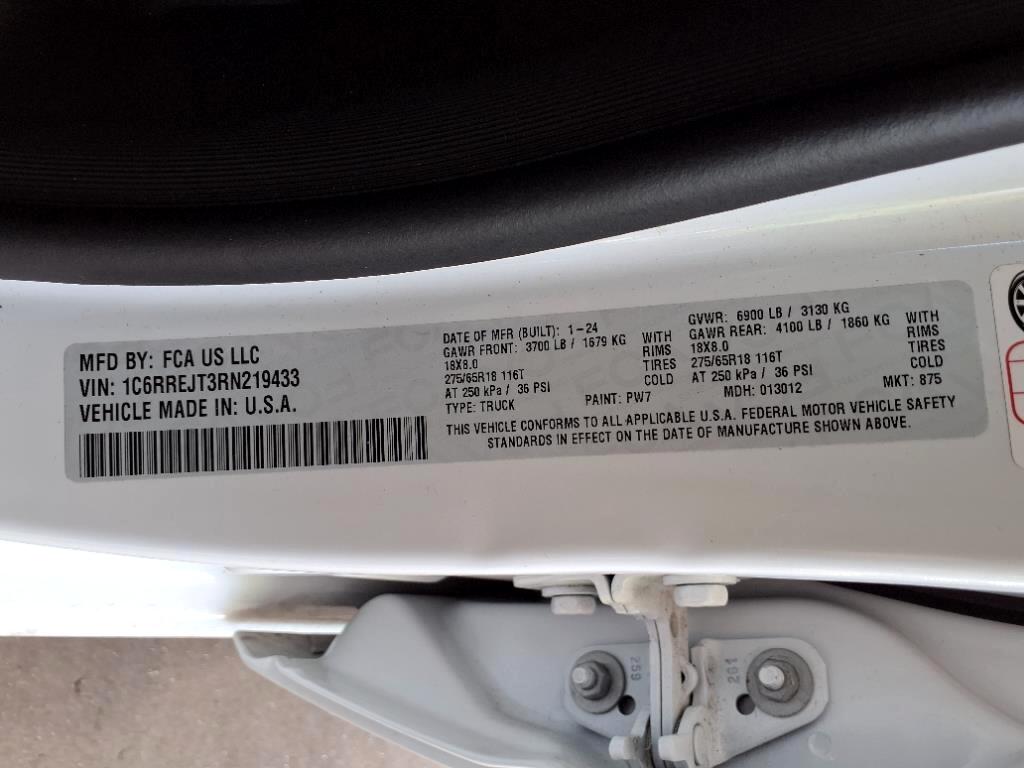 MFD BY: FCA US LLC
VIN: 1C6RREJT3RN219433
VEHICLE MADE IN: U.S.A.
DATE OF MFR (BUILT): 1-24
GAWR FRONT: 3700 LB / 1679 KG WITH
18X8.0 RIMS
275/65R18 116T TIRES
AT 250 kPa / 36 PSI COLD
TYPE: TRUCK PAINT: PW7
GVWR: 6900 LB / 3130 KG
GAWR REAR: 4100 LB / 1860 KG WITH
18X8.0 RIMS
275/65R18 116T TIRES
AT 250 kPa / 36 PSI COLD
MDH: 013012 MKT: 875
THIS VEHICLE CONFORMS TO ALL APPLICABLE U.S.A. FEDERAL MOTOR VEHICLE SAFETY
STANDARDS IN EFFECT ON THE DATE OF MANUFACTURE SHOWN ABOVE.
259
261